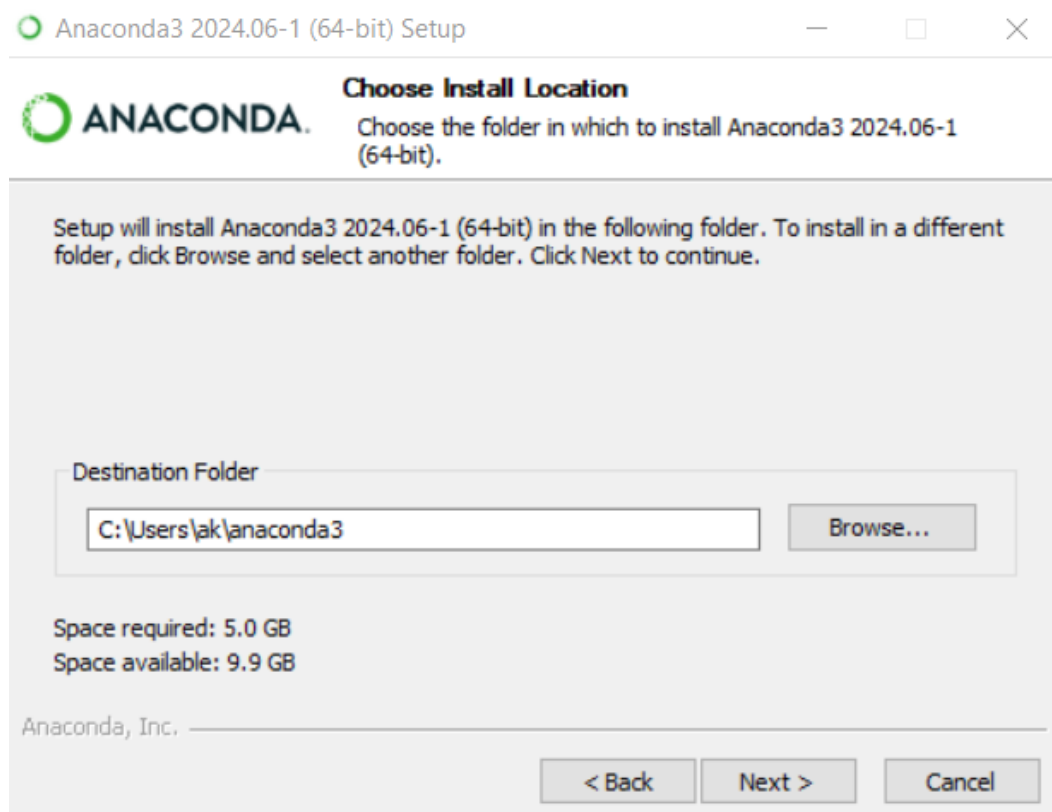 Anaconda3 2024.06-1 (64-bit) Setup
ANACONDA.
Choose Install Location
Choose the folder in which to install Anaconda3 2024.06-1
(64-bit).
Setup will install Anaconda3 2024.06-1 (64-bit) in the following folder. To install in a different
folder, click Browse and select another folder. Click Next to continue.
Destination Folder
C:\Users\ak\anaconda3
Browse...
Space required: 5.0 GB
Space available: 9.9 GB
Anaconda, Inc.
< Back
Next >
Cancel